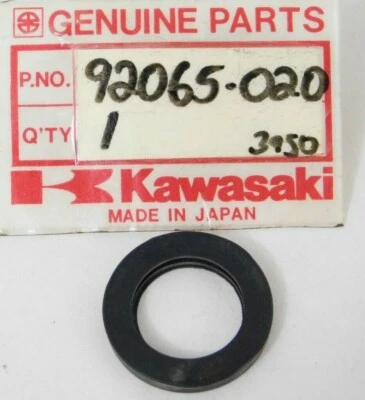 GENUINE PARTS
P.NO. 92065-020
Q'TY 1 3950
Kawasaki
MADE IN JAPAN